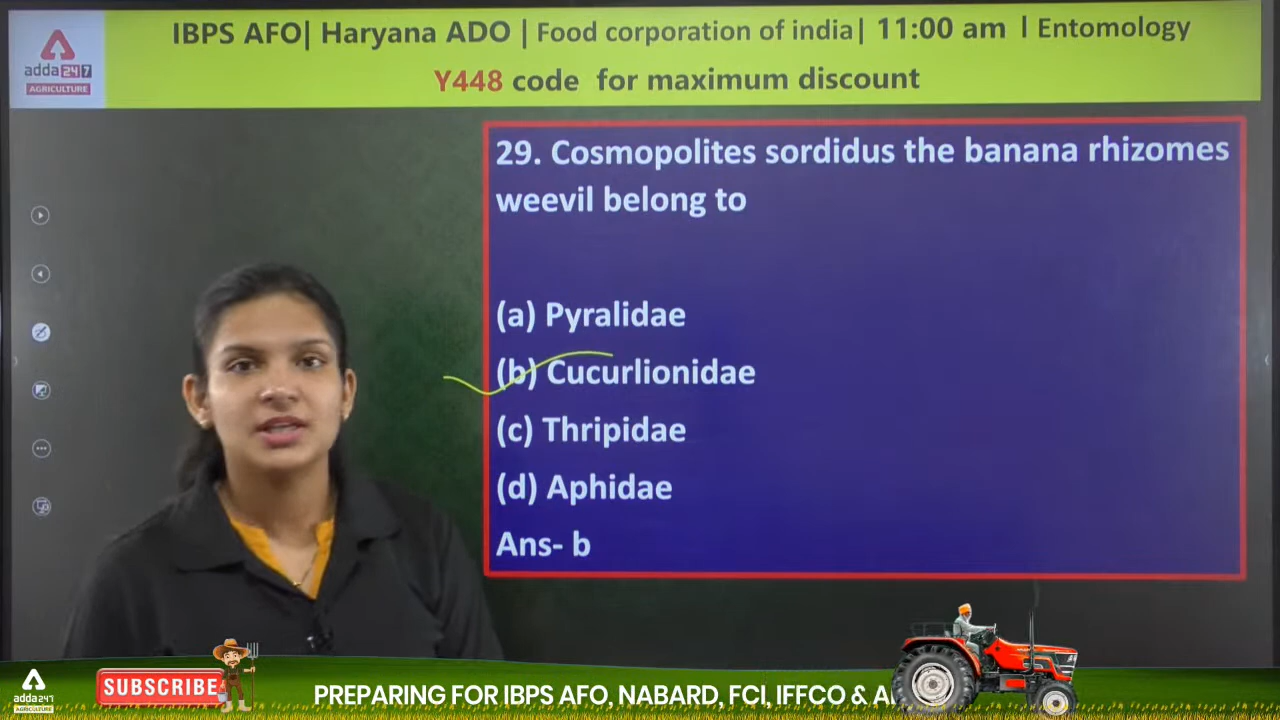 IBPS AFO| Haryana ADO | Food corporation of india| 11:00 am l Entomology
Y448 code for maximum discount
adda 247
AGRICULTURE
29. Cosmopolites sordidus the banana rhizomes
weevil belong to
(a) Pyralidae
(b) Cucurlionidae
(c) Thripidae
(d) Aphidae
Ans- b
adda247
SUBSCRIBE
PREPARING FOR IBPS AFO, NABARD, FCI, IFFCO &